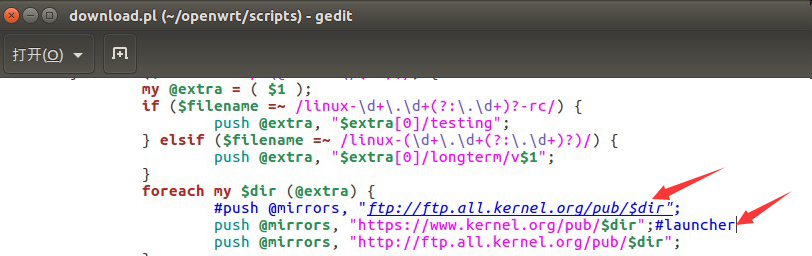 download.pl (~/openwrt/scripts) - gedit
打开(O)
my @extra = ( $1 );
if ($filename =~ /linux-\d+\.\d+(?:\.\d+)?-rc/) {
push @extra, "$extra[0]/testing";
} elsif ($filename =~ /linux-(\d+\.\d+(?:\.\d+)?)/) {
push @extra, "$extra[0]/longterm/v$1";
}
foreach my $dir (@extra) {
#push @mirrors, "ftp://ftp.all.kernel.org/pub/$dir";
push @mirrors, "https://www.kernel.org/pub/$dir";#launcher
push @mirrors, "http://ftp.all.kernel.org/pub/$dir";